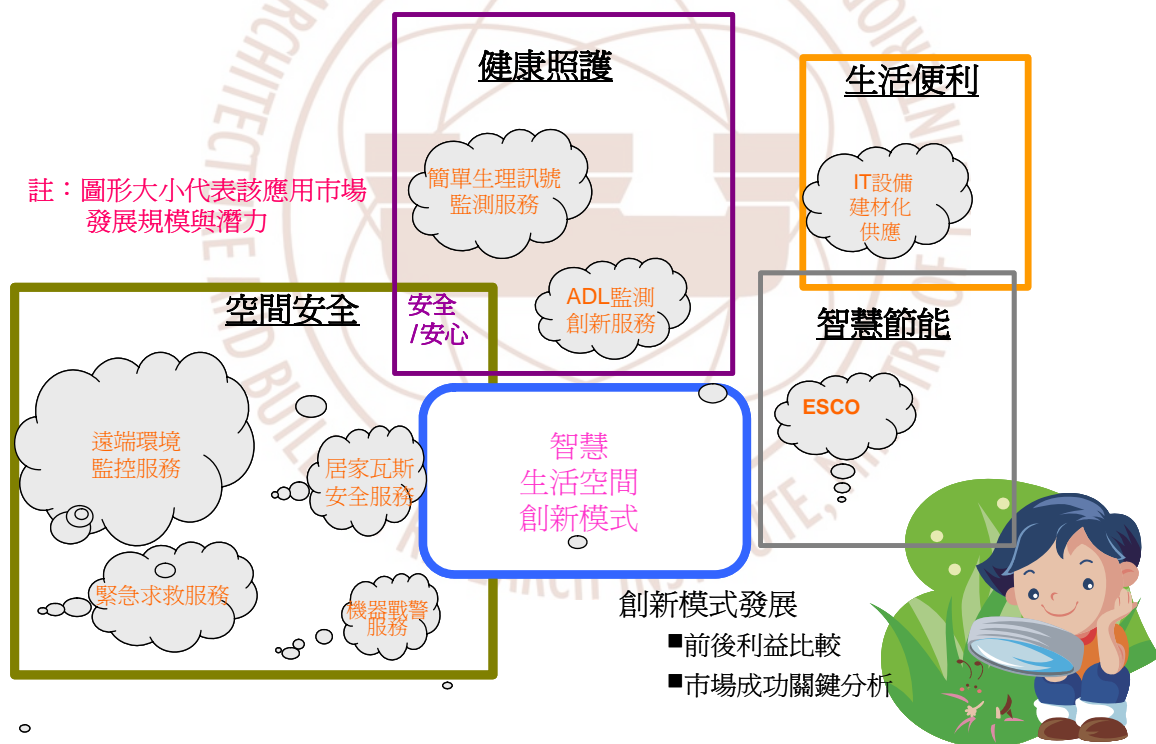 健康照護
生活便利
簡單生理訊號
監測服務
IT設備
建材化
供應
註：圖形大小代表該應用市場
發展規模與潛力
ADL監測
創新服務
空間安全
安全
/安心
智慧節能
ESCO
遠端環境
監控服務
居家瓦斯
安全服務
智慧
生活空間
創新模式
緊急求救服務
機器戰警
服務
創新模式發展
■前後利益比較
■市場成功關鍵分析